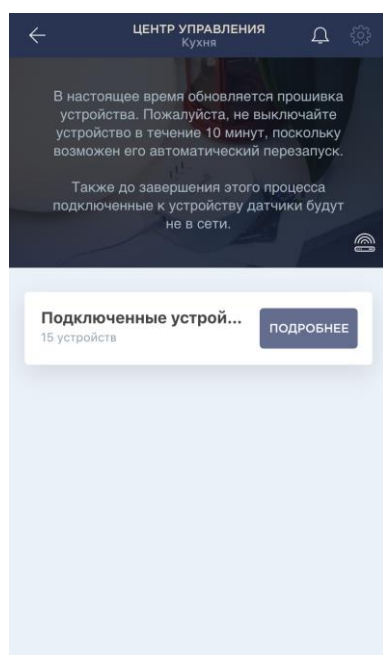 ЦЕНТР УПРАВЛЕНИЯ
Кухня
В настоящее время обновляется прошивка
устройства. Пожалуйста, не выключайте
устройство в течение 10 минут, поскольку
возможен его автоматический перезапуск.
Также до завершения этого процесса
подключенные к устройству датчики будут
не в сети.
Подключенные устрой...
15 устройств
ПОДРОБНЕЕ